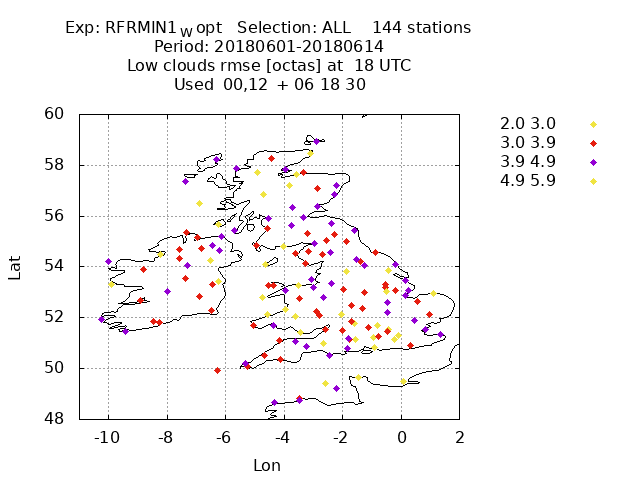 Exp: RFRMIN1_W opt   Selection: ALL    144 stations
Period: 20180601-20180614
Low clouds rmse [octas] at  18 UTC
Used  00,12  + 06 18 30
2.0 3.0
3.0 3.9
3.9 4.9
4.9 5.9
60
58
56
54
52
50
48
Lat
-10 -8 -6 -4 -2 0 2
Lon